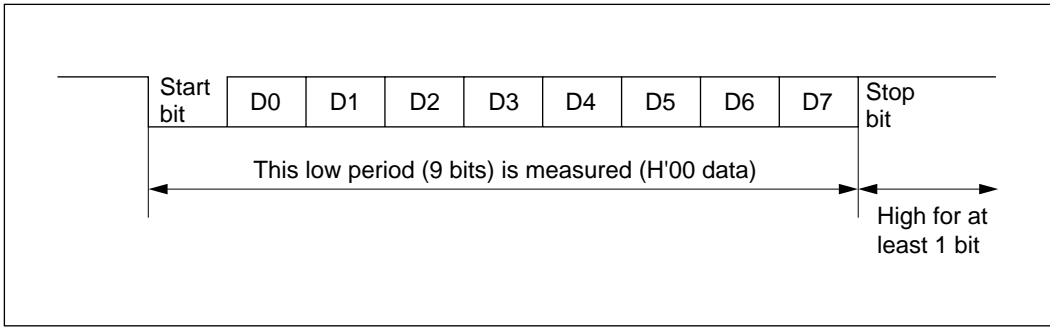 Start
bit
D0 D1 D2 D3 D4 D5 D6 D7
Stop
bit
This low period (9 bits) is measured (H'00 data)
High for at
least 1 bit